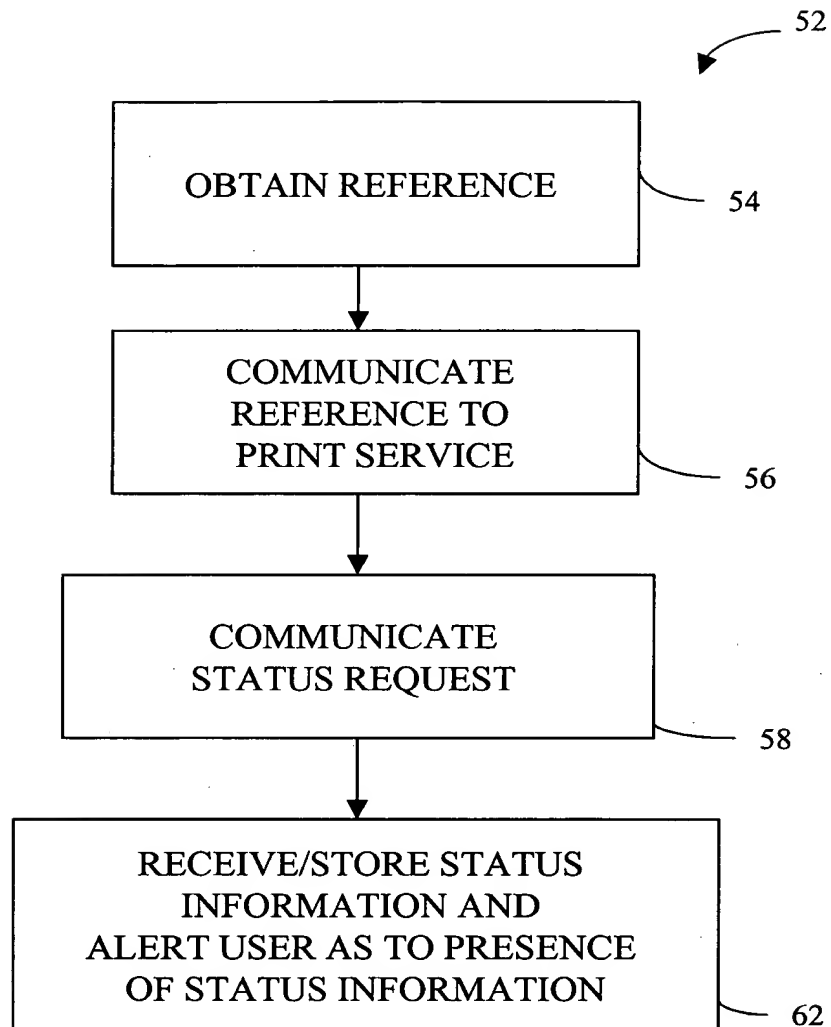 52
OBTAIN REFERENCE
54
COMMUNICATE
REFERENCE TO
PRINT SERVICE
56
COMMUNICATE
STATUS REQUEST
58
RECEIVE/STORE STATUS
INFORMATION AND
ALERT USER AS TO PRESENCE
OF STATUS INFORMATION
62